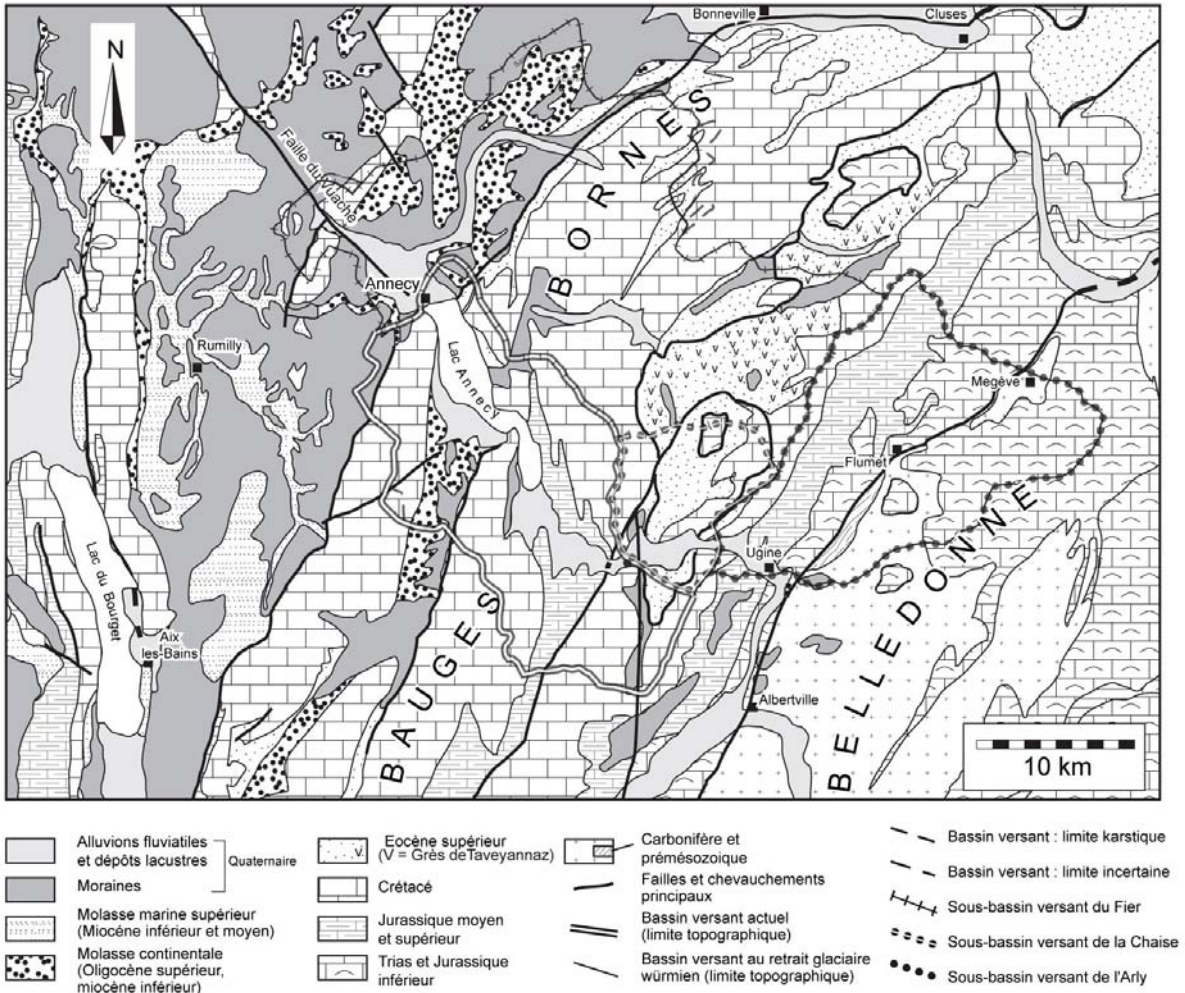 Bonneville
Cluses
N
Faille du Vuache
BORNES
Annecy
Rumilly
Lac Annecy
Megève
Flumet
Ugine
Lac du Bourget
Aix
les-Bains
BAUGES
BELLEDONNE
Albertville
10 km
Alluvions fluviatiles
et dépôts lacustres
Quaternaire
Moraines
Molasse marine supérieur
(Miocène inférieur et moyen)
Molasse continentale
(Oligocène supérieur,
miocène inférieur)
Eocène supérieur
(V = Grès de Taveyannaz)
V
Crétacé
Jurassique moyen
et supérieur
Trias et Jurassique
inférieur
Carbonifère et
prémésozoique
Failles et chevauchements
principaux
Bassin versant actuel
(limite topographique)
Bassin versant au retrait glaciaire
würmien (limite topographique)
Bassin versant : limite karstique
Bassin versant : limite incertaine
Sous-bassin versant du Fier
Sous-bassin versant de la Chaise
Sous-bassin versant de l'Arly